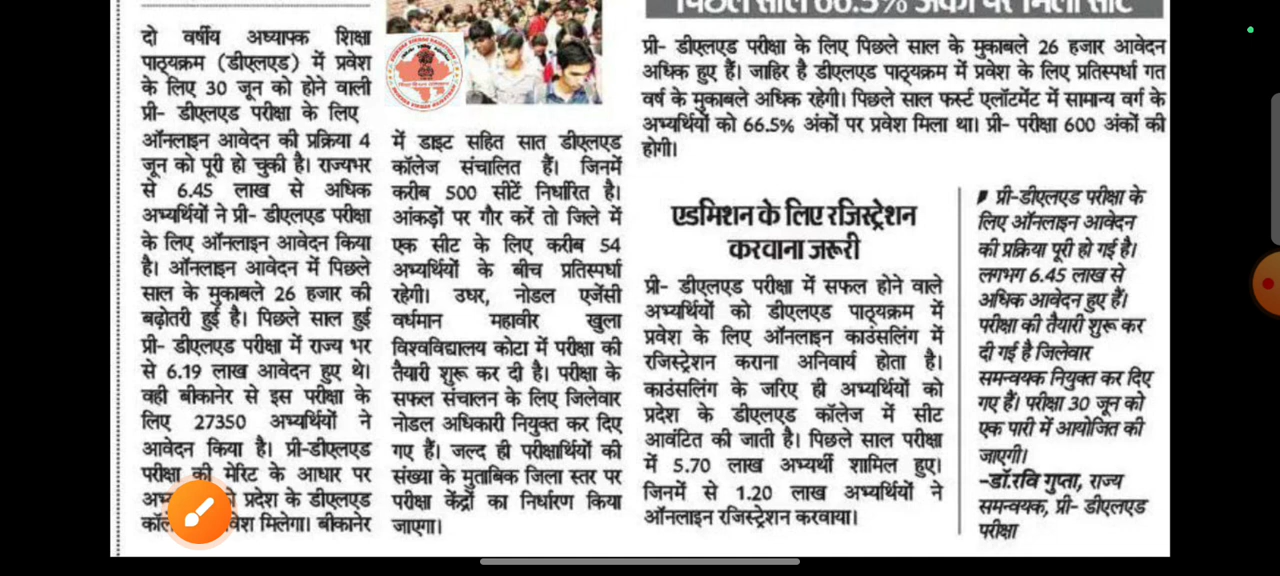 दो वर्षीय अध्यापक शिक्षा
पाठ्यक्रम (डीएलएड) में प्रवेश
के लिए 30 जून को होने वाली
प्री- डीएलएड परीक्षा के लिए
ऑनलाइन आवेदन की प्रक्रिया 4
जून को पूरी हो चुकी है। राज्यभर
से 6.45 लाख से अधिक
अभ्यर्थियों ने प्री- डीएलएड परीक्षा
के लिए ऑनलाइन आवेदन किया
है। ऑनलाइन आवेदन में पिछले
साल के मुकाबले 26 हजार की
बढ़ोतरी हुई है। पिछले साल हुई
प्री- डीएलएड परीक्षा में राज्य भर
से 6.19 लाख आवेदन हुए थे।
वही बीकानेर से इस परीक्षा के
लिए 27350 अभ्यर्थियों ने
आवेदन किया है। प्री-डीएलएड
परीक्षा की मेरिट के आधार पर
प्रदेश के डीएलएड
मिलेगा। बीकानेर
में डाइट सहित सात डीएलएड
कॉलेज संचालित हैं। जिनमें
करीब 500 सीटें निर्धारित है।
आंकड़ों पर गौर करें तो जिले में
एक सीट के लिए करीब 54
अभ्यर्थियों के बीच प्रतिस्पर्धा
रहेगी। उधर, नोडल एजेंसी
वर्धमान महावीर खुला
विश्वविद्यालय कोटा में परीक्षा की
तैयारी शुरू कर दी है। परीक्षा के
सफल संचालन के लिए जिलेवार
नोडल अधिकारी नियुक्त कर दिए
गए हैं। जल्द ही परीक्षार्थियों की
संख्या के मुताबिक जिला स्तर पर
परीक्षा केंद्रों का निर्धारण किया
जाएगा।
पिछले साल 66.5% अंकों पर मिली सीट
प्री- डीएलएड परीक्षा के लिए पिछले साल के मुकाबले 26 हजार आवेदन
अधिक हुए हैं। जाहिर है डीएलएड पाठ्यक्रम में प्रवेश के लिए प्रतिस्पर्धा गत
वर्ष के मुकाबले अधिक रहेगी। पिछले साल फर्स्ट एलॉटमेंट में सामान्य वर्ग के
अभ्यर्थियों को 66.5% अंकों पर प्रवेश मिला था। प्री- परीक्षा 600 अंकों की
होगी।
एडमिशन के लिए रजिस्ट्रेशन
करवाना जरूरी
प्री- डीएलएड परीक्षा में सफल होने वाले
अभ्यर्थियों को डीएलएड पाठ्यक्रम में
प्रवेश के लिए ऑनलाइन काउंसलिंग में
रजिस्ट्रेशन कराना अनिवार्य होता है।
काउंसलिंग के जरिए ही अभ्यर्थियों को
प्रदेश के डीएलएड कॉलेज में सीट
आवंटित की जाती है। पिछले साल परीक्षा
में 5.70 लाख अभ्यर्थी शामिल हुए।
जिनमें से 1.20 लाख अभ्यर्थियों ने
ऑनलाइन रजिस्ट्रेशन करवाया।
प्री-डीएलएड परीक्षा के
लिए ऑनलाइन आवेदन
की प्रक्रिया पूरी हो गई है।
लगभग 6.45 लाख से
अधिक आवेदन हुए हैं।
परीक्षा की तैयारी शुरू कर
दी गई है जिलेवार
समन्वयक नियुक्त कर दिए
गए हैं। परीक्षा 30 जून को
एक पारी में आयोजित की
जाएगी।
-डॉ.रवि गुप्ता, राज्य
समन्वयक, प्री- डीएलएड
परीक्षा